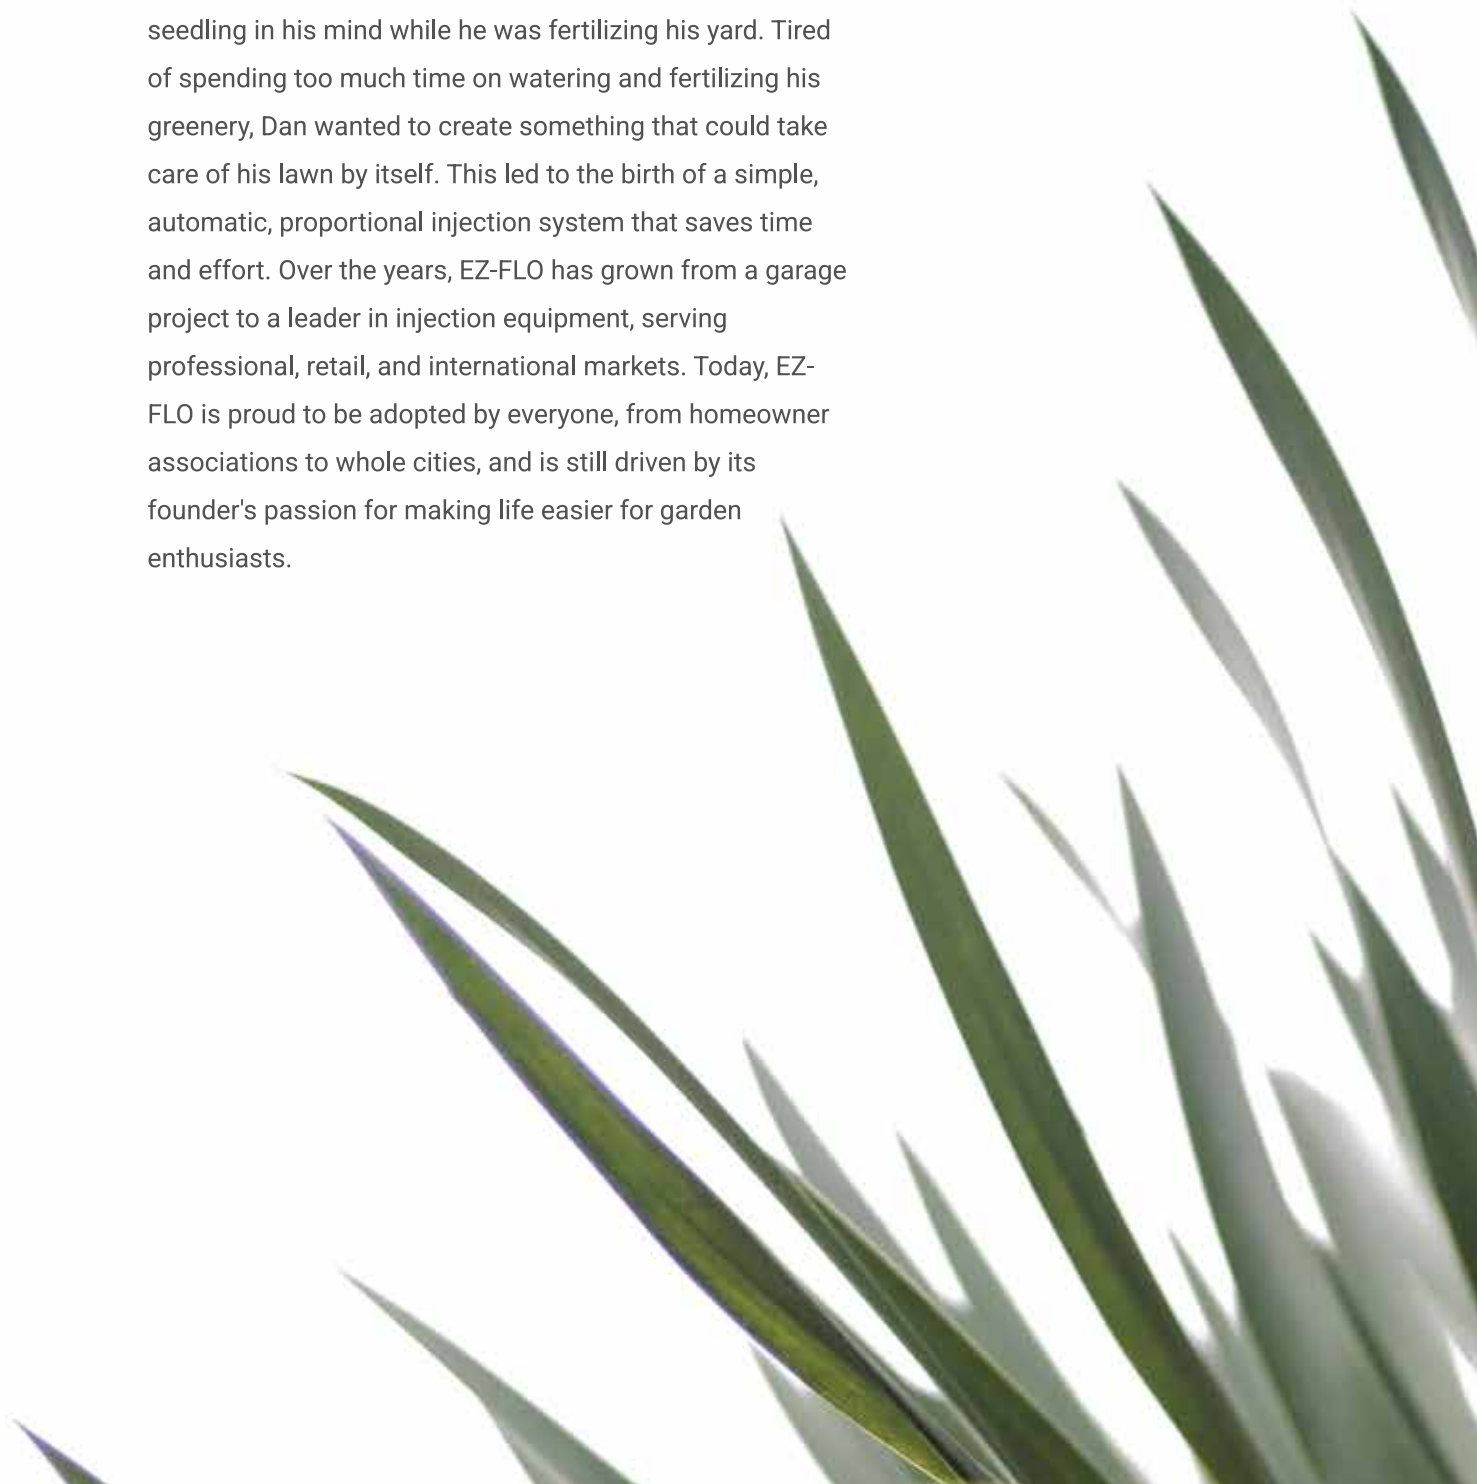 seedling in his mind while he was fertilizing his yard. Tired
of spending too much time on watering and fertilizing his
greenery, Dan wanted to create something that could take
care of his lawn by itself. This led to the birth of a simple,
automatic, proportional injection system that saves time
and effort. Over the years, EZ-FLO has grown from a garage
project to a leader in injection equipment, serving
professional, retail, and international markets. Today, EZ-
FLO is proud to be adopted by everyone, from homeowner
associations to whole cities, and is still driven by its
founder's passion for making life easier for garden
enthusiasts.